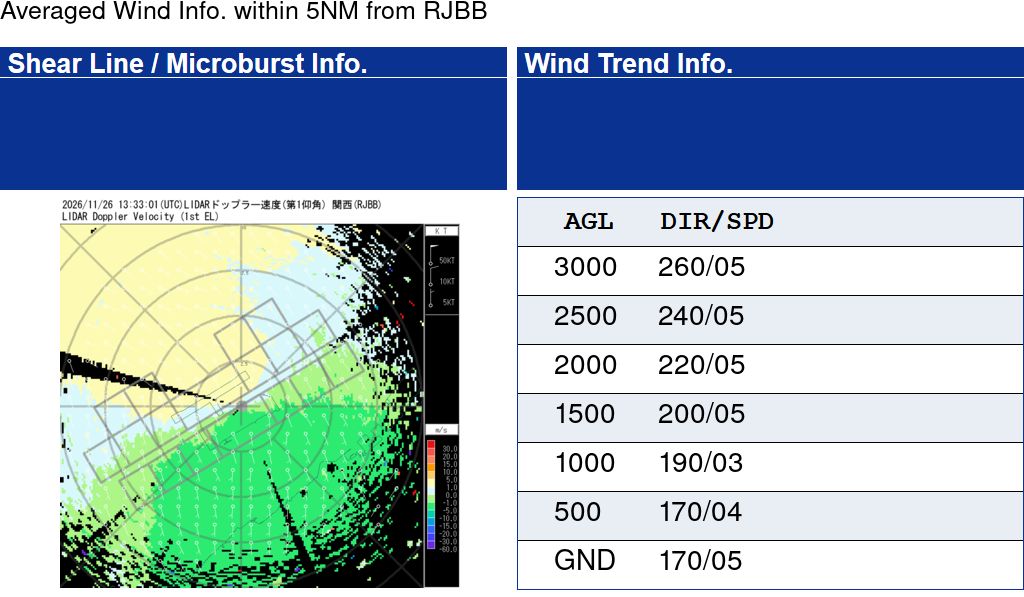 Averaged Wind Info. within 5NM from RJBB
Shear Line / Microburst Info.
Wind Trend Info.
2026/11/26 13:33:01(UTC)LIDARドップラー速度(第1仰角) 関西(RJBB)
LIDAR Doppler Velocity (1st EL)
K T
50KT
10KT
5KT
m/s
30.0
20.0
15.0
10.0
5.0
1.0
0.0
-1.0
-5.0
-10.0
-15.0
-20.0
-30.0
-60.0
AGL DIR/SPD
3000 260/05
2500 240/05
2000 220/05
1500 200/05
1000 190/03
500 170/04
GND 170/05